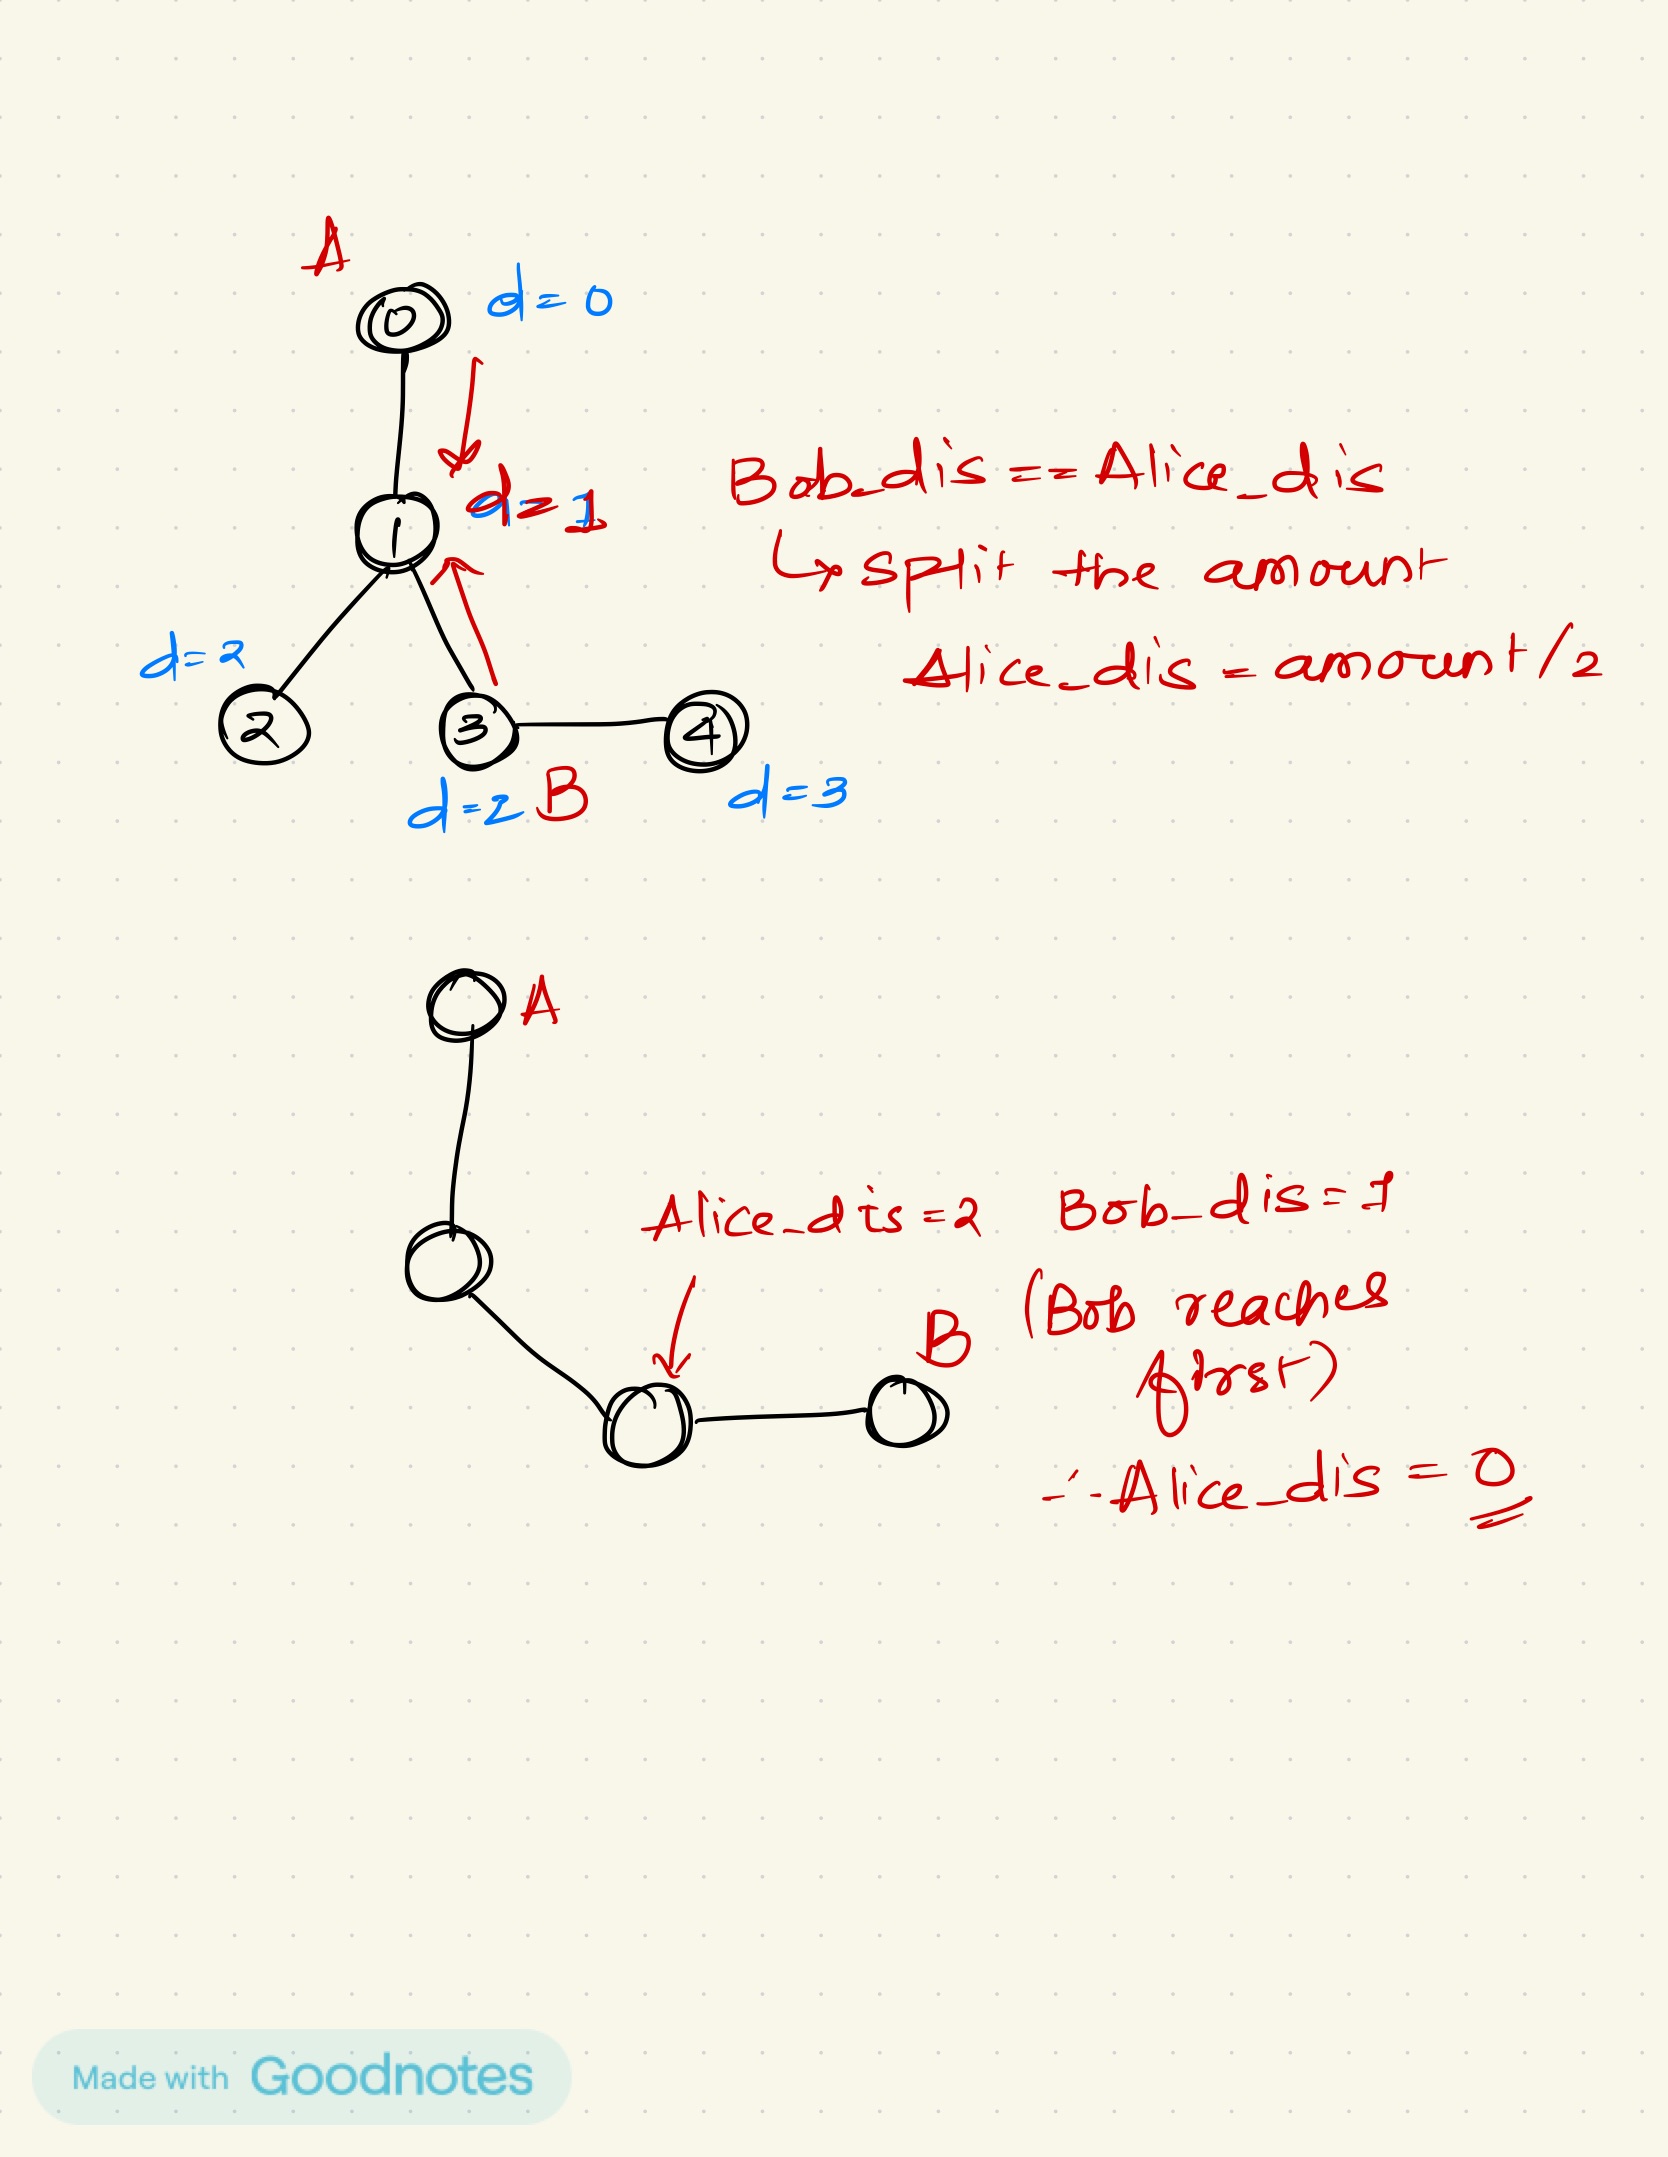 A
0 d=0
1 d=1
Bob_dis == Alice_dis
↳ split the amount
Alice_dis = amount/2
d=2
2 3 4
d=2 B d=3
A
Alice_dis=2 Bob_dis=1
B (Bob reaches
first)
∴ Alice_dis = 0
Made with Goodnotes